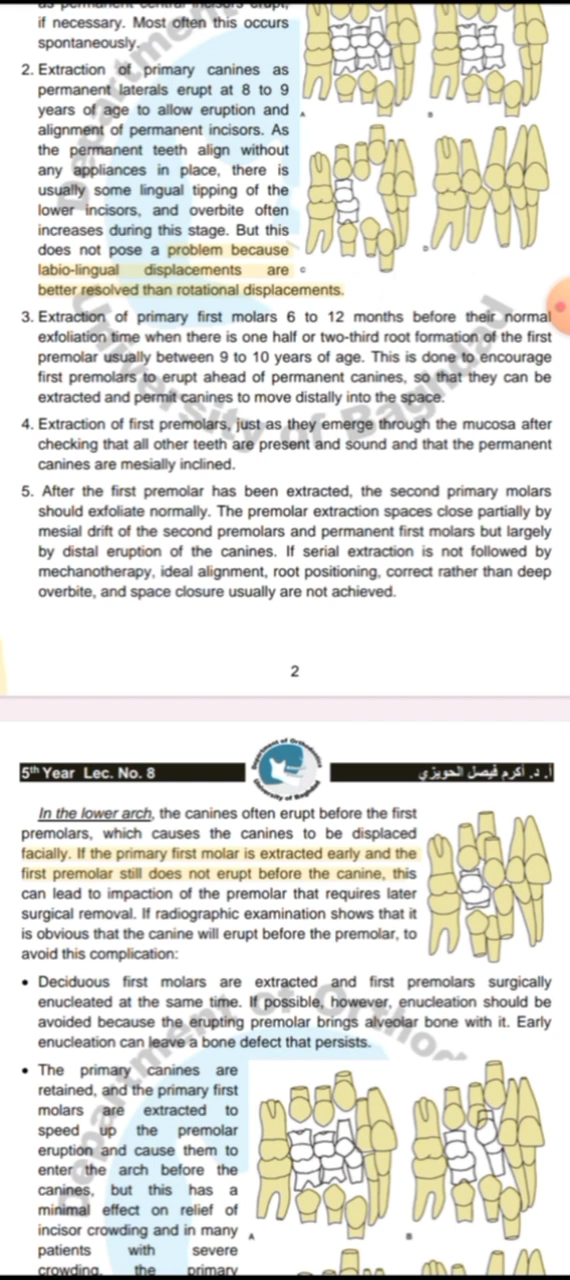 as permanent central incisors erupt,
if necessary. Most often this occurs
spontaneously.
2. Extraction of primary canines as
permanent laterals erupt at 8 to 9
years of age to allow eruption and
alignment of permanent incisors. As
the permanent teeth align without
any appliances in place, there is
usually some lingual tipping of the
lower incisors, and overbite often
increases during this stage. But this
does not pose a problem because
labio-lingual displacements are
better resolved than rotational displacements.
A
B
C
D
3. Extraction of primary first molars 6 to 12 months before their normal
exfoliation time when there is one half or two-third root formation of the first
premolar usually between 9 to 10 years of age. This is done to encourage
first premolars to erupt ahead of permanent canines, so that they can be
extracted and permit canines to move distally into the space.
4. Extraction of first premolars, just as they emerge through the mucosa after
checking that all other teeth are present and sound and that the permanent
canines are mesially inclined.
5. After the first premolar has been extracted, the second primary molars
should exfoliate normally. The premolar extraction spaces close partially by
mesial drift of the second premolars and permanent first molars but largely
by distal eruption of the canines. If serial extraction is not followed by
mechanotherapy, ideal alignment, root positioning, correct rather than deep
overbite, and space closure usually are not achieved.
2
Department
University of Baghdad
5th Year Lec. No. 8
Department of Orthodontics
University of Baghdad
أ.د. أكرم فيصل الحويزي
In the lower arch, the canines often erupt before the first
premolars, which causes the canines to be displaced
facially. If the primary first molar is extracted early and the
first premolar still does not erupt before the canine, this
can lead to impaction of the premolar that requires later
surgical removal. If radiographic examination shows that it
is obvious that the canine will erupt before the premolar, to
avoid this complication:
• Deciduous first molars are extracted and first premolars surgically
enucleated at the same time. If possible, however, enucleation should be
avoided because the erupting premolar brings alveolar bone with it. Early
enucleation can leave a bone defect that persists.
• The primary canines are
retained, and the primary first
molars are extracted to
speed up the premolar
eruption and cause them to
enter the arch before the
canines, but this has a
minimal effect on relief of
incisor crowding and in many
patients with severe
crowding, the primary
A
B
Department of Orthod